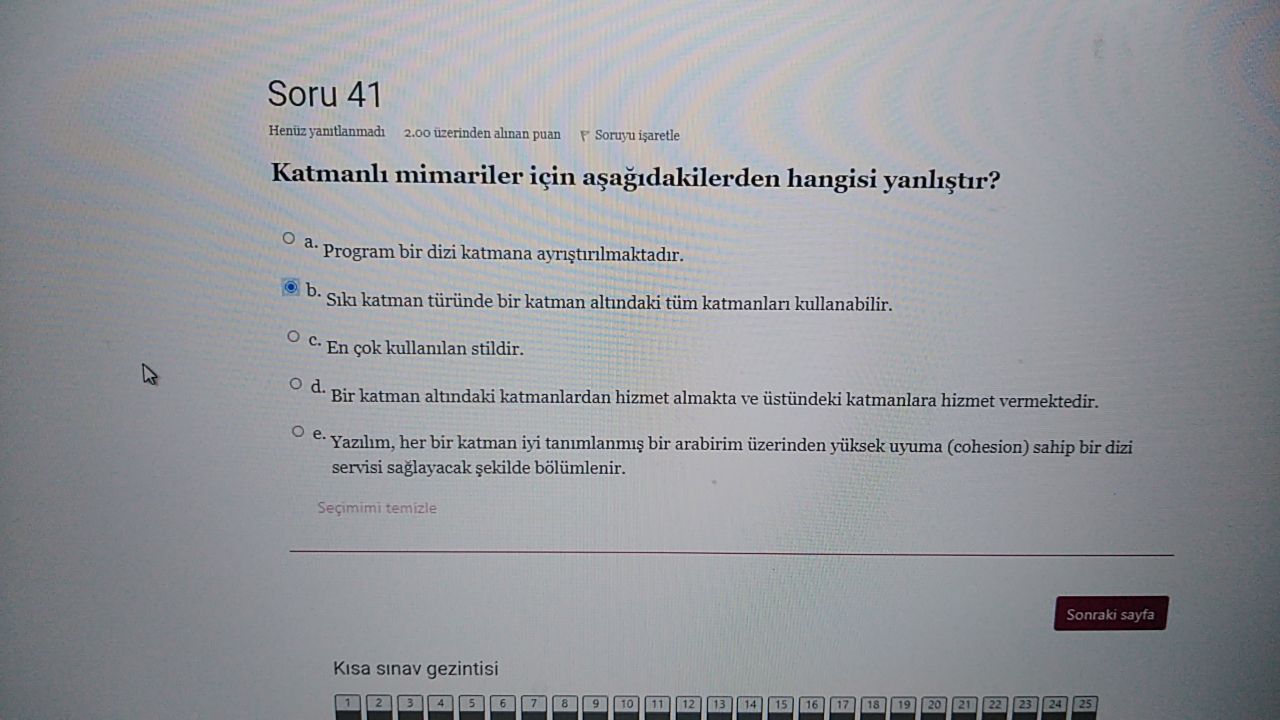 Soru 41
Henüz yanıtlanmadı 2.00 üzerinden alınan puan Soruyu işaretle
Katmanlı mimariler için aşağıdakilerden hangisi yanlıştır?
a. Program bir dizi katmana ayrıştırılmaktadır.
b. Sıkı katman türünde bir katman altındaki tüm katmanları kullanabilir.
c. En çok kullanılan stildir.
d. Bir katman altındaki katmanlardan hizmet almakta ve üstündeki katmanlara hizmet vermektedir.
e. Yazılım, her bir katman iyi tanımlanmış bir arabirim üzerinden yüksek uyuma (cohesion) sahip bir dizi
servisi sağlayacak şekilde bölümlenir.
Seçimimi temizle
Sonraki sayfa
Kısa sınav gezintisi
1 2 3 4 5 6 7 8 9 10 11 12 13 14 15 16 17 18 19 20 21 22 23 24 25